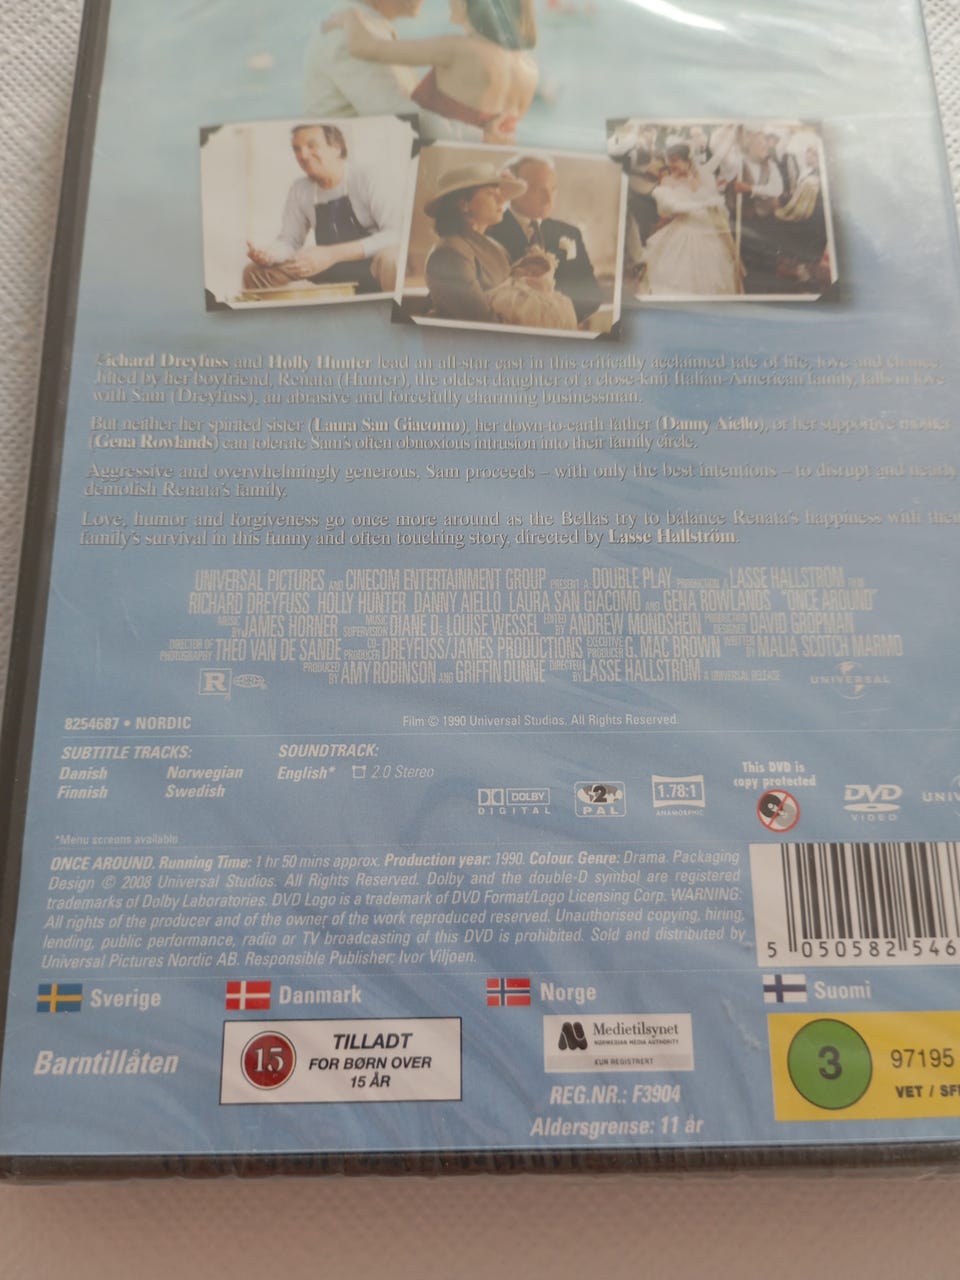 Richard Dreyfuss and Holly Hunter lead an all-star cast in this critically acclaimed tale of life, love and chance.
Jilted by her boyfriend, Renata (Hunter), the oldest daughter of a close-knit Italian-American family, falls in love
with Sam (Dreyfuss), an abrasive and forcefully charming businessman.
But neither her spirited sister (Laura San Giacomo), her down-to-earth father (Danny Aiello), or her supportive mother
(Gena Rowlands) can tolerate Sam's often obnoxious intrusion into their family circle.
Aggressive and overwhelmingly generous, Sam proceeds – with only the best intentions – to disrupt and nearly
demolish Renata's family.
Love, humor and forgiveness go once more around as the Bellas try to balance Renata's happiness with their
family's survival in this funny and often touching story, directed by Lasse Hallström.
UNIVERSAL PICTURES AND CINECOM ENTERTAINMENT GROUP PRESENT A DOUBLE PLAY PRODUCTION A LASSE HALLSTROM FILM
RICHARD DREYFUSS HOLLY HUNTER DANNY AIELLO LAURA SAN GIACOMO AND GENA ROWLANDS "ONCE AROUND"
MUSIC BY JAMES HORNER MUSIC SUPERVISION DIANE DE LOUISE WESSEL EDITED BY ANDREW MONDSHEIN PRODUCTION DESIGNER DAVID GROPMAN
DIRECTOR OF PHOTOGRAPHY THEO VAN DE SANDE CO-PRODUCER DREYFUSS/JAMES PRODUCTIONS EXECUTIVE PRODUCER G. MAC BROWN WRITTEN BY MALIA SCOTCH MARMO
PRODUCED BY AMY ROBINSON AND GRIFFIN DUNNE DIRECTED BY LASSE HALLSTROM A UNIVERSAL RELEASE
R
UNIVERSAL
8254687 • NORDIC
Film © 1990 Universal Studios. All Rights Reserved.
SUBTITLE TRACKS:
Danish Norwegian
Finnish Swedish
SOUNDTRACK:
English* 2.0 Stereo
DOLBY
DIGITAL
2
PAL
1.78:1
ANAMORPHIC
This DVD is
copy protected
DVD
VIDEO
UNIV
*Menu screens available
ONCE AROUND. Running Time: 1 hr 50 mins approx. Production year: 1990. Colour. Genre: Drama. Packaging
Design © 2008 Universal Studios. All Rights Reserved. Dolby and the double-D symbol are registered
trademarks of Dolby Laboratories. DVD Logo is a trademark of DVD Format/Logo Licensing Corp. WARNING:
All rights of the producer and of the owner of the work reproduced reserved. Unauthorised copying, hiring,
lending, public performance, radio or TV broadcasting of this DVD is prohibited. Sold and distributed by
Universal Pictures Nordic AB. Responsible Publisher: Ivor Viljoen.
5 050582 546
Sverige
Barntillåten
Danmark
15
TILLADT
FOR BØRN OVER
15 ÅR
Norge
Medietilsynet
NORWEGIAN MEDIA AUTHORITY
KUN REGISTRERT
REG.NR.: F3904
Aldersgrense: 11 år
Suomi
3
97195
VET / SF